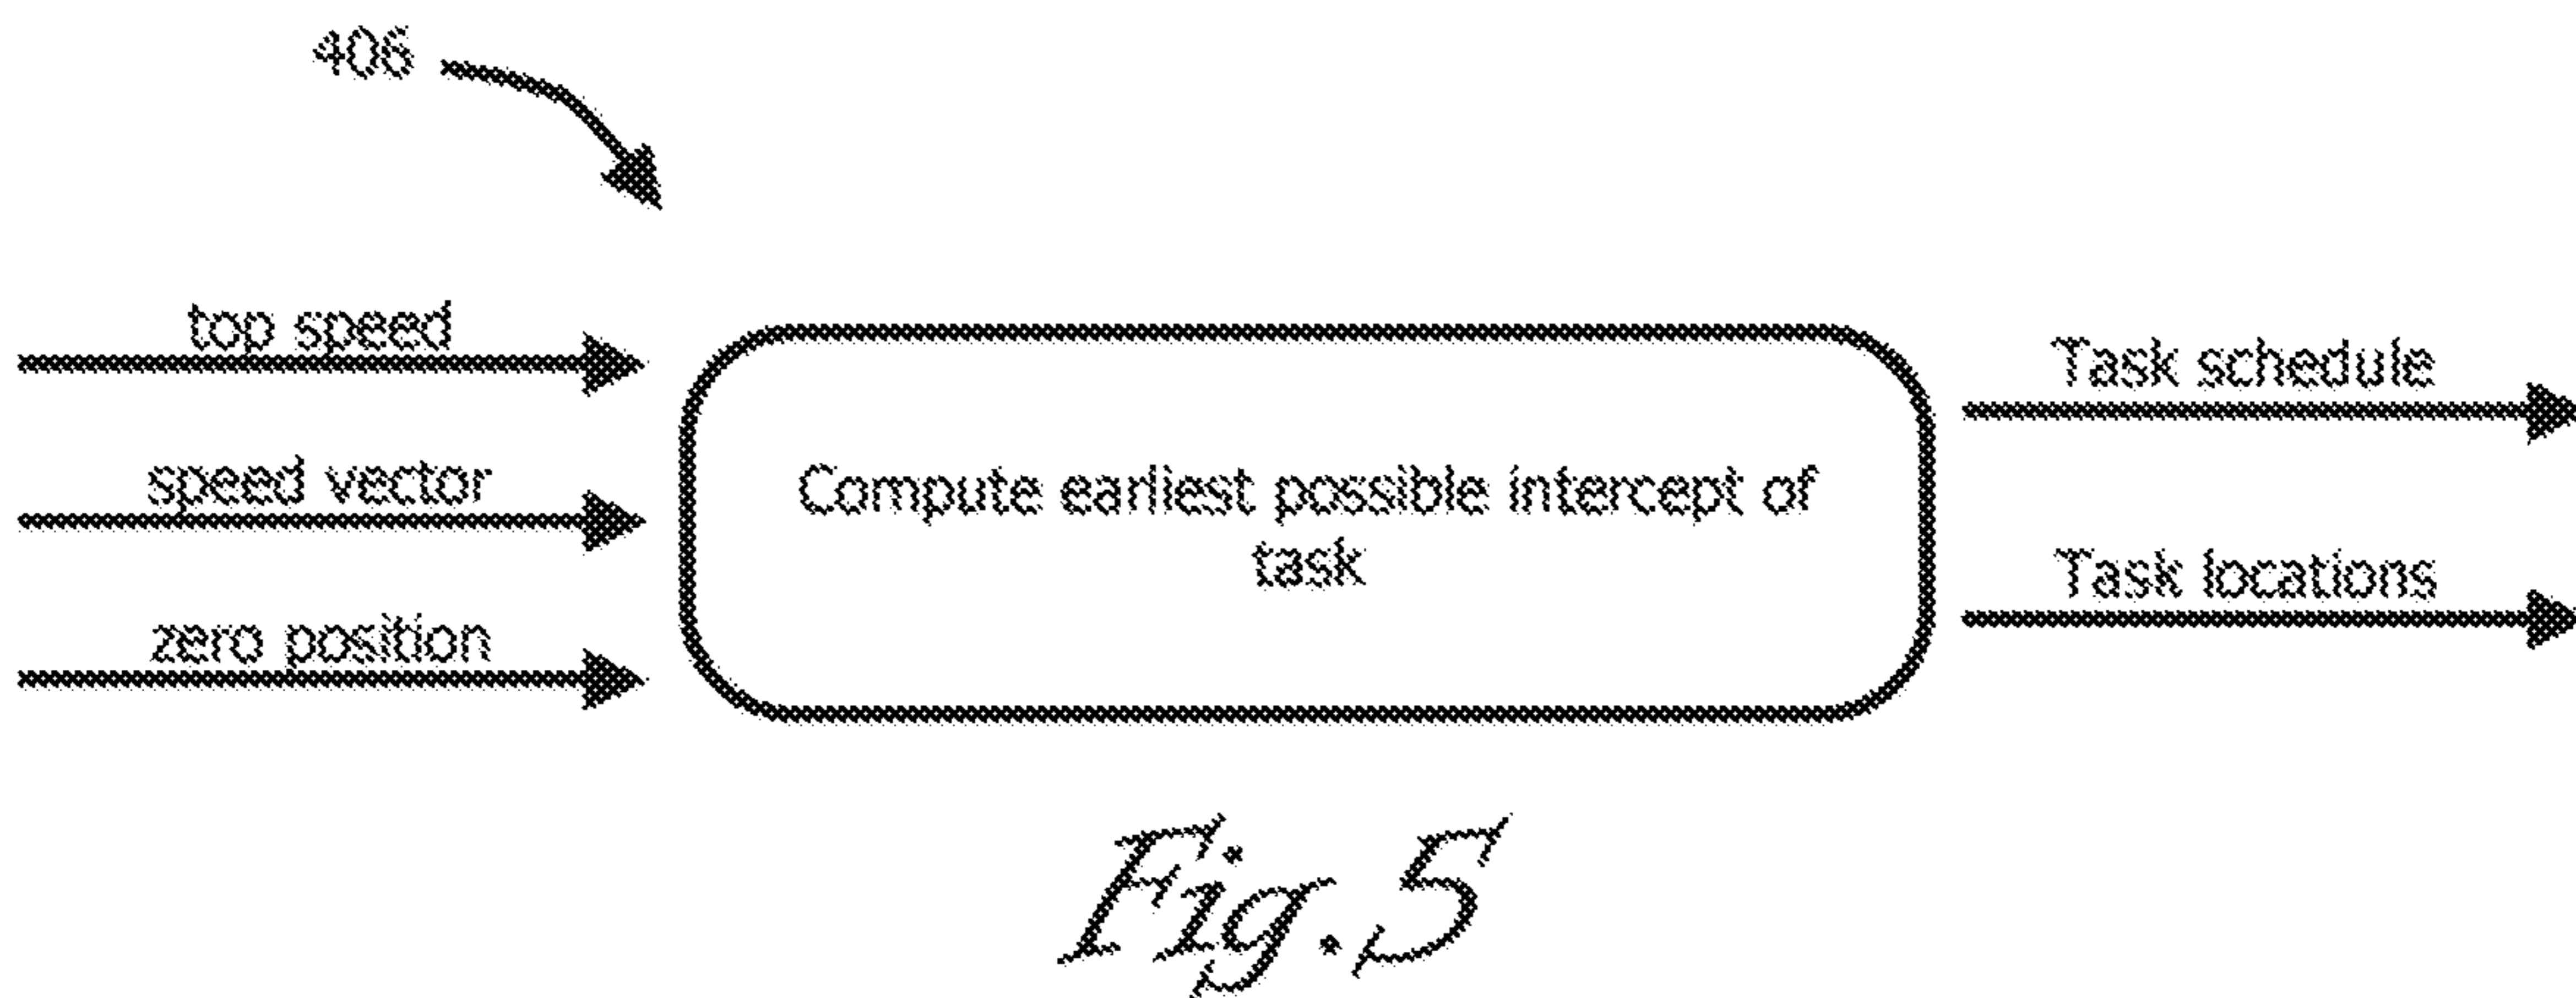 406
top speed
speed vector
zero position
Compute earliest possible intercept of
task
Task schedule
Task locations
Fig. 5